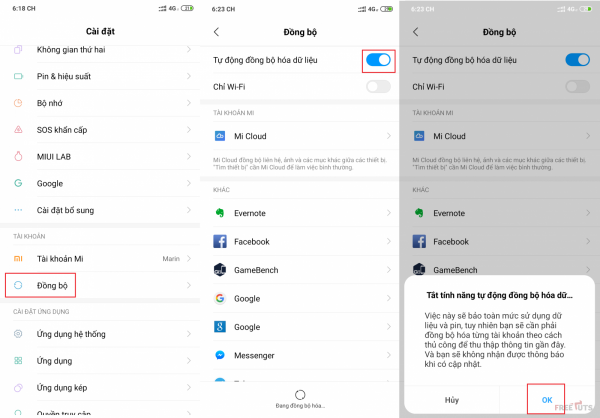 6:18 CH
4G
Cài đặt
Không gian thứ hai
Pin & hiệu suất
Bộ nhớ
SOS khẩn cấp
MIUI LAB
Google
Cài đặt bổ sung
TÀI KHOẢN
Tài khoản Mi
Marin
Đồng bộ
CÀI ĐẶT ỨNG DỤNG
Ứng dụng hệ thống
Ứng dụng
Ứng dụng kép
Quyền truy cập
6:23 CH
4G
Đồng bộ
Tự động đồng bộ hóa dữ liệu
Chỉ Wi-Fi
TÀI KHOẢN MI
Mi Cloud
Mi Cloud đồng bộ liên hệ, ảnh và các mục khác giữa các thiết bị.
"Tìm thiết bị" cần Mi Cloud để làm việc bình thường.
KHÁC
Evernote
Facebook
GameBench
Google
Google
Messenger
Đang đồng bộ hóa...
6:23 CH
4G
Đồng bộ
Tự động đồng bộ hóa dữ liệu
Chỉ Wi-Fi
TÀI KHOẢN MI
Mi Cloud
Mi Cloud đồng bộ liên hệ, ảnh và các mục khác giữa các thiết bị.
"Tìm thiết bị" cần Mi Cloud để làm việc bình thường.
KHÁC
Evernote
Facebook
GameBench
Tắt tính năng tự động đồng bộ hóa dữ...
Việc này sẽ bảo toàn mức sử dụng dữ
liệu và pin, tuy nhiên bạn sẽ cần phải
đồng bộ hóa từng tài khoản theo cách
thủ công để thu thập thông tin gần đây.
Và bạn sẽ không nhận được thông báo
khi có cập nhật.
Hủy
OK
FREETUTS